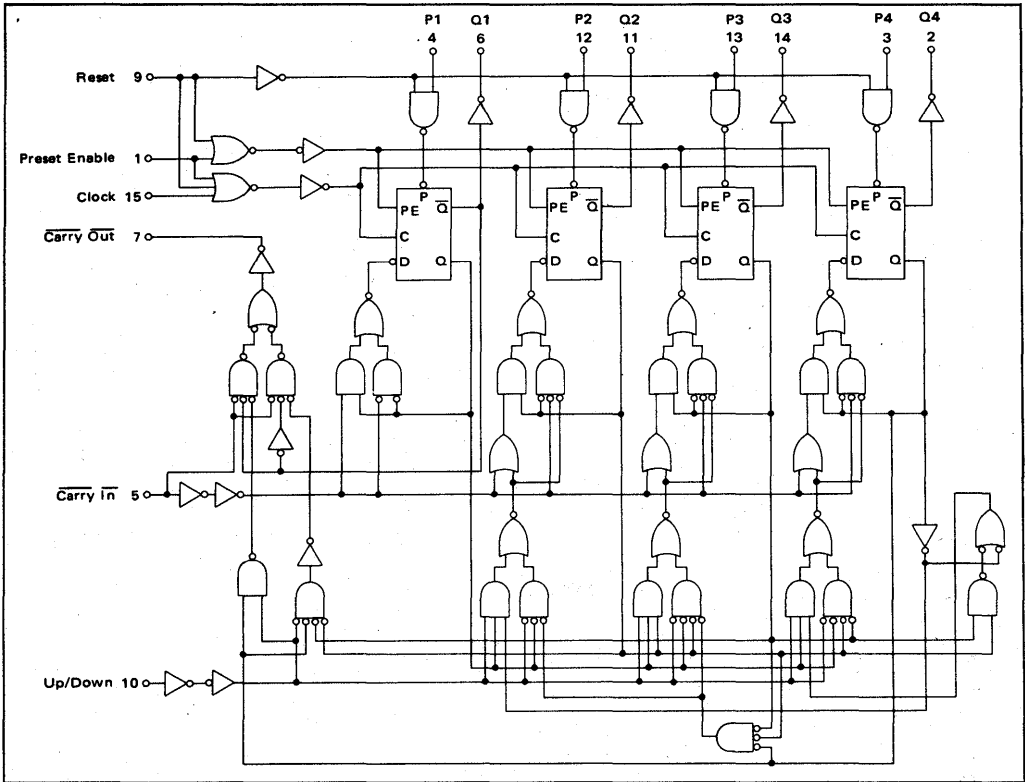 P1 Q1 P2 Q2 P3 Q3 P4 Q4
4 6 12 11 13 14 3 2
Reset 9
Preset Enable 1
Clock 15
P P P P
PE Q̅ PE Q̅ PE Q̅ PE Q̅
C C C C
Carry Out 7
D Q D Q D Q D Q
Carry In 5
Up/Down 10